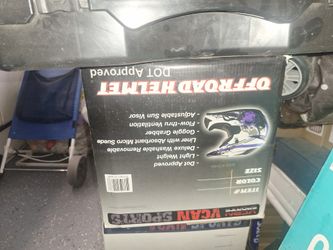 OFFROAD HELMET
DOT Approved
- DOT Approved
- Light Weight
- Deluxe Washable Removable
Liner with Absorbent Micro Suede
- Goggle Grabber
- Flow-thru Ventilation
- Adjustable Sun Visor
SIZE
COLOR
ITEM#
VCAN
SPORTS